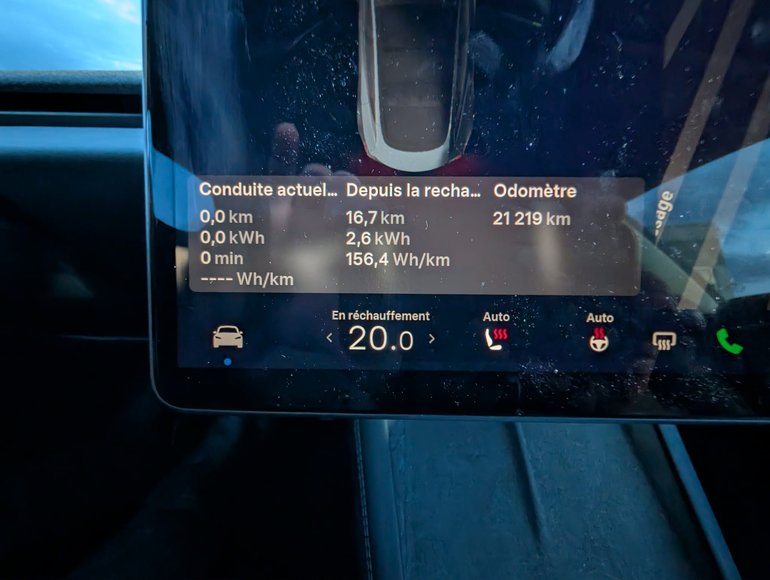 Conduite actuel... Depuis la recha... Odomètre
0,0 km 16,7 km 21 219 km
0,0 kWh 2,6 kWh
0 min 156,4 Wh/km
---- Wh/km
En réchauffement Auto Auto
< 20.0 >